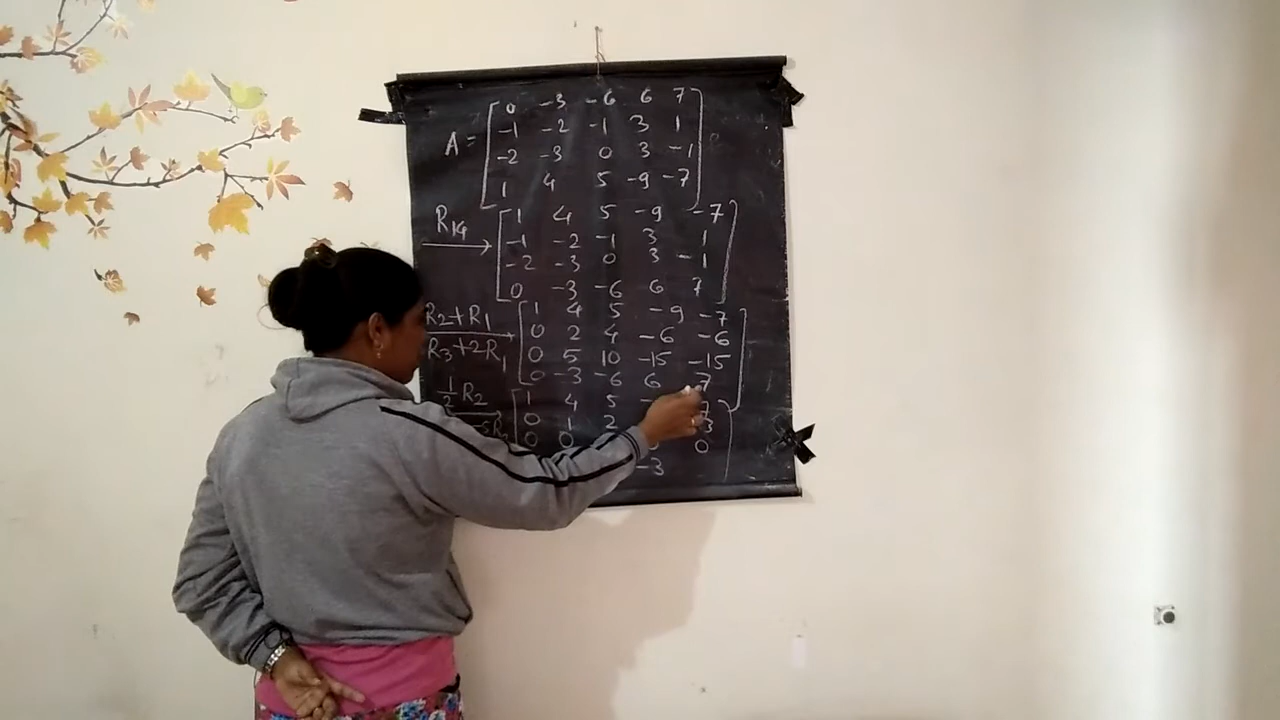 0 -3 -6 6 7
A = -1 -2 -1 3 1
-2 -3 0 3 -1
1 4 5 -9 -7
R14 1 4 5 -9 -7
-1 -2 -1 3 1
-2 -3 0 3 -1
0 -3 -6 6 7
R2+R1 1 4 5 -9 -7
0 2 4 -6 -6
R3+2R1 0 5 10 -15 -15
0 -3 -6 6 7
1/2 R2 1 4 5 7
0 1 2 3
0 0 0
-3